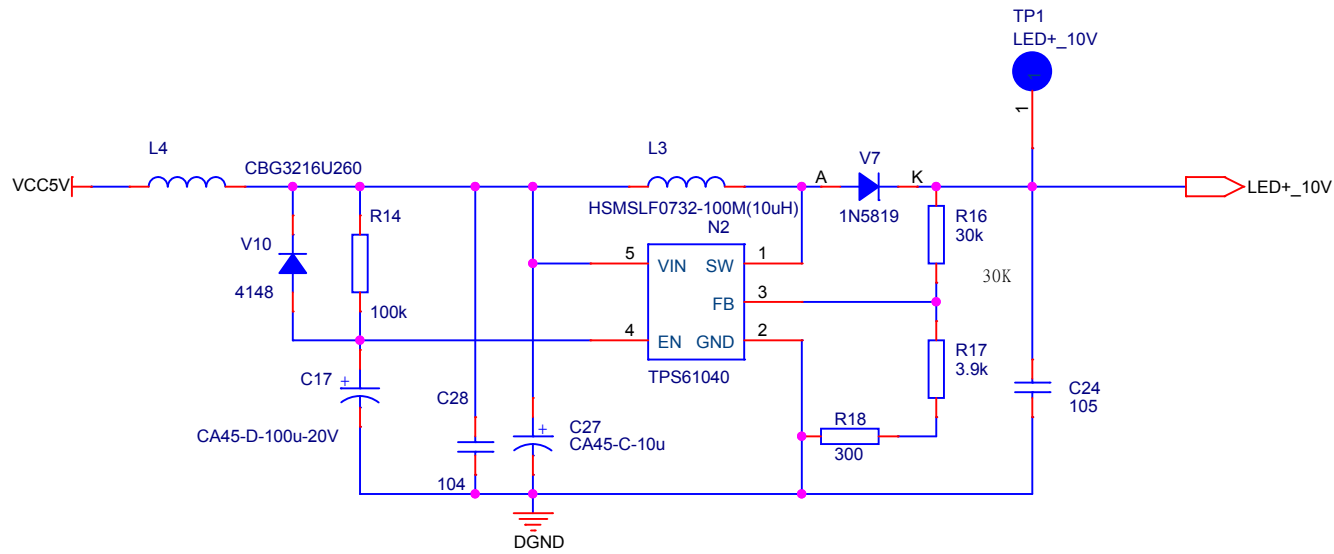 TP1
LED+_10V
1
1
L4
CBG3216U260
VCC5V
L3
HSMSLF0732-100M(10uH)
V7
A
K
1N5819
LED+_10V
R14
100k
V10
4148
N2
5
VIN
SW
1
FB
3
4
EN
GND
2
TPS61040
R16
30k
30K
R17
3.9k
R18
300
C24
105
C17
+
CA45-D-100u-20V
C28
104
+
C27
CA45-C-10u
DGND